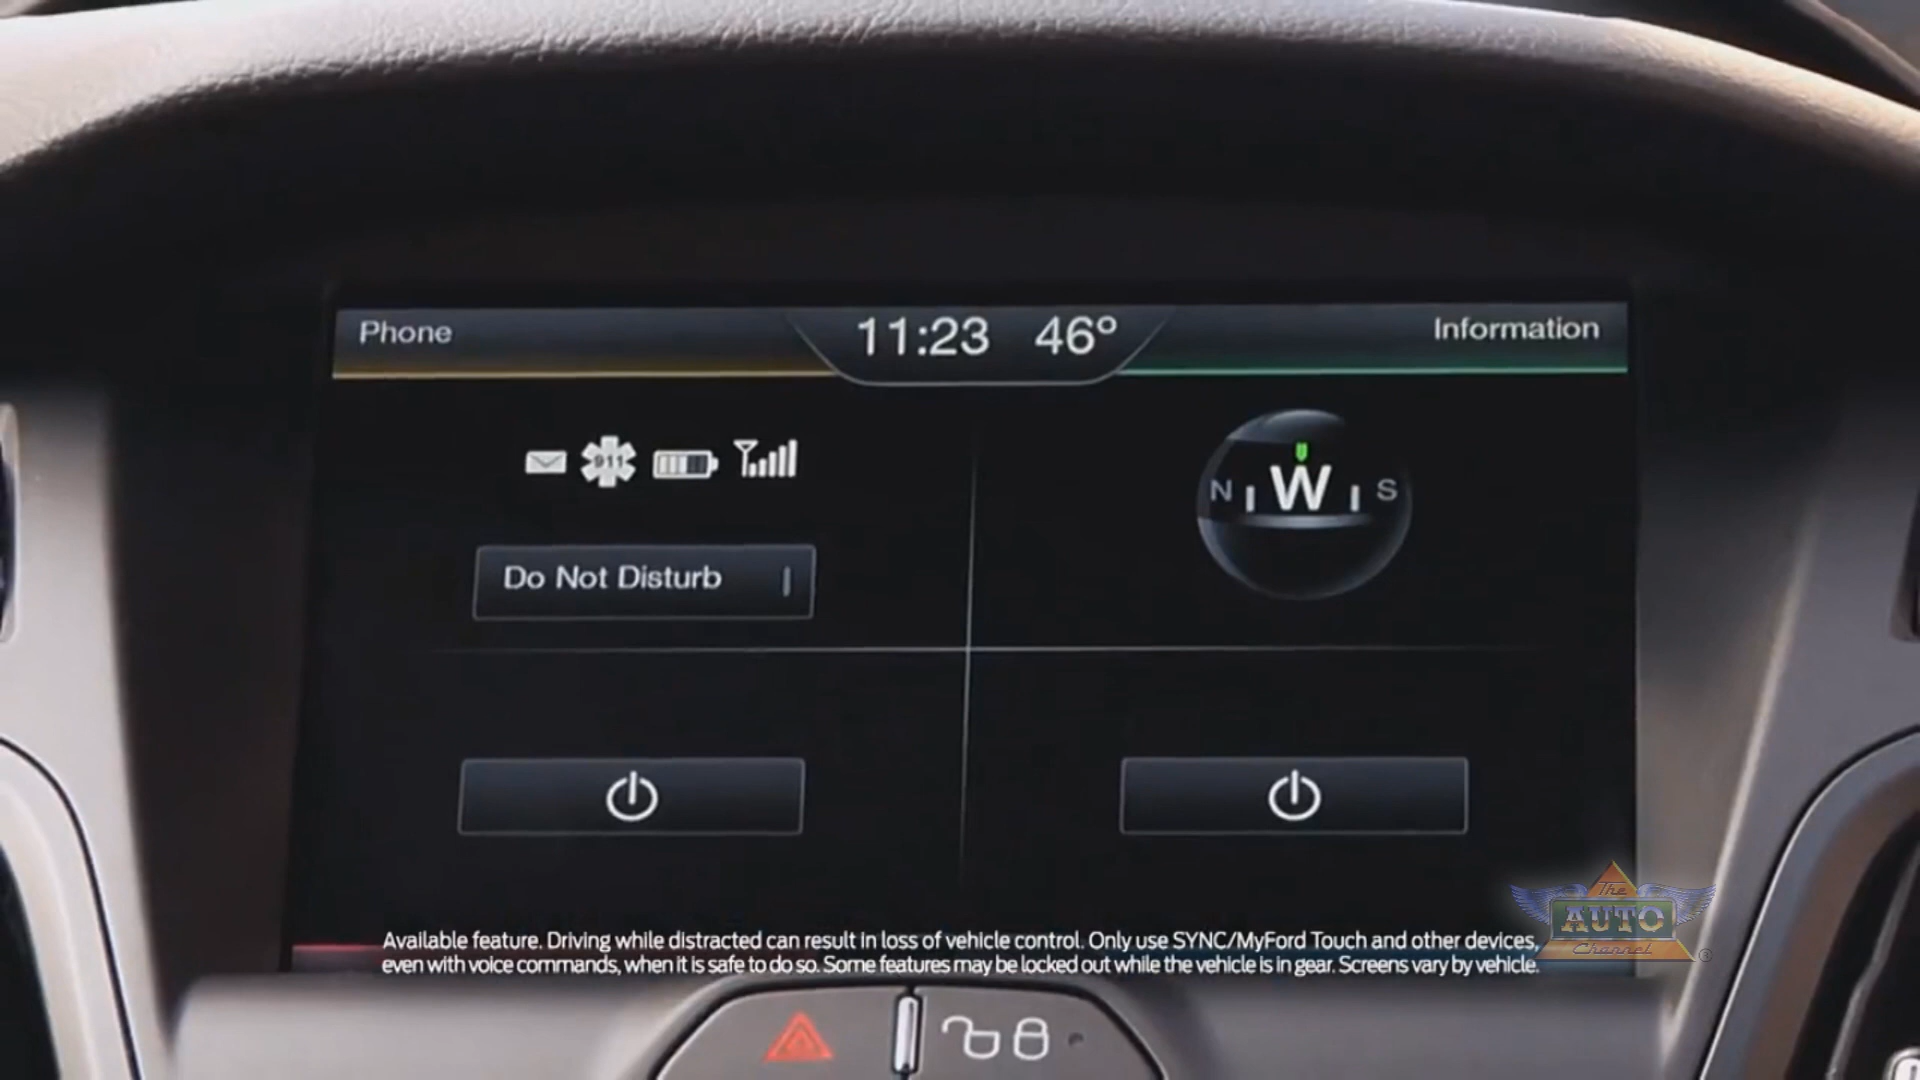 Phone
11:23 46°
Information
911
N W S
Do Not Disturb
Available feature. Driving while distracted can result in loss of vehicle control. Only use SYNC/MyFord Touch and other devices,
even with voice commands, when it is safe to do so. Some features may be locked out while the vehicle is in gear. Screens vary by vehicle.
The
AUTO
Channel
®